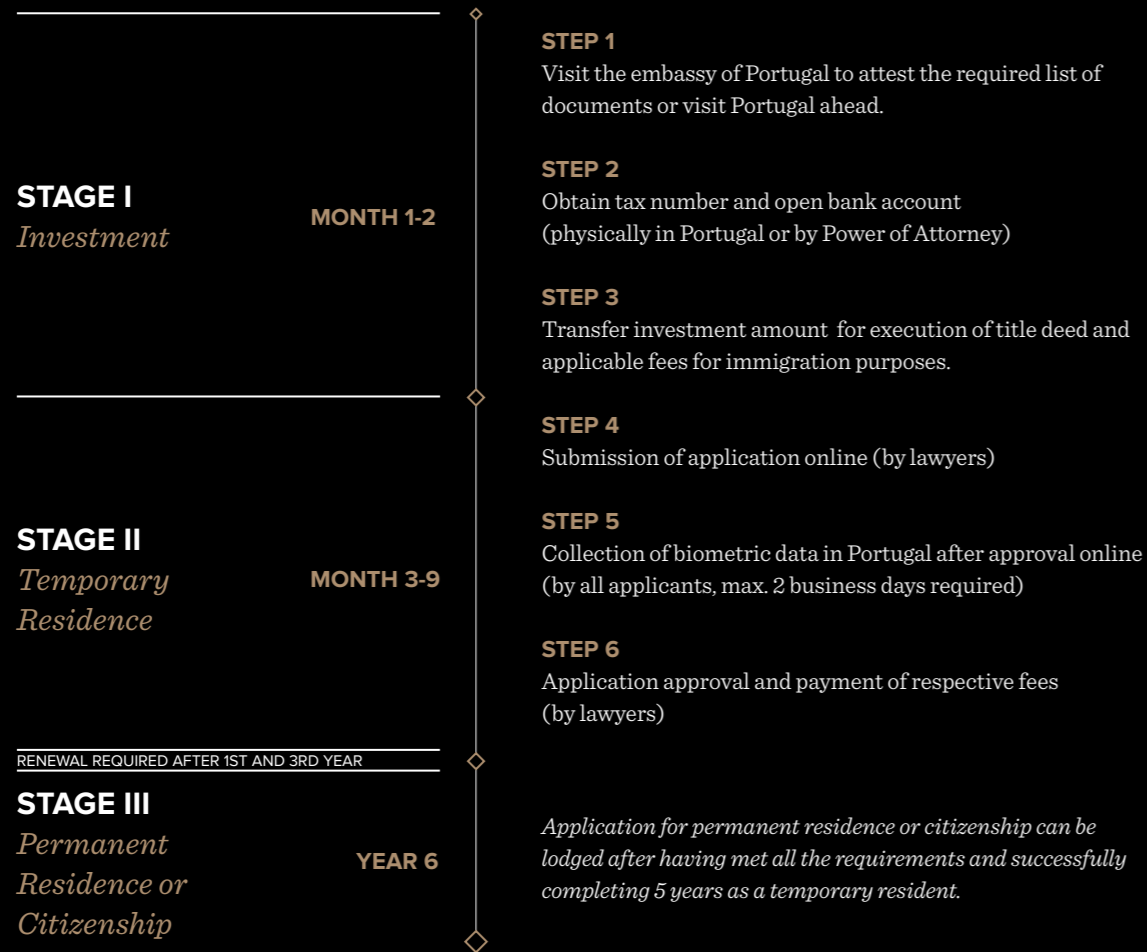 STAGE I
Investment
MONTH 1-2
STEP 1
Visit the embassy of Portugal to attest the required list of
documents or visit Portugal ahead.
STEP 2
Obtain tax number and open bank account
(physically in Portugal or by Power of Attorney)
STEP 3
Transfer investment amount  for execution of title deed and
applicable fees for immigration purposes.
STAGE II
Temporary
Residence
MONTH 3-9
STEP 4
Submission of application online (by lawyers)
STEP 5
Collection of biometric data in Portugal after approval online
(by all applicants, max. 2 business days required)
STEP 6
Application approval and payment of respective fees
(by lawyers)
RENEWAL REQUIRED AFTER 1ST AND 3RD YEAR
STAGE III
Permanent
Residence or
Citizenship
YEAR 6
Application for permanent residence or citizenship can be
lodged after having met all the requirements and successfully
completing 5 years as a temporary resident.